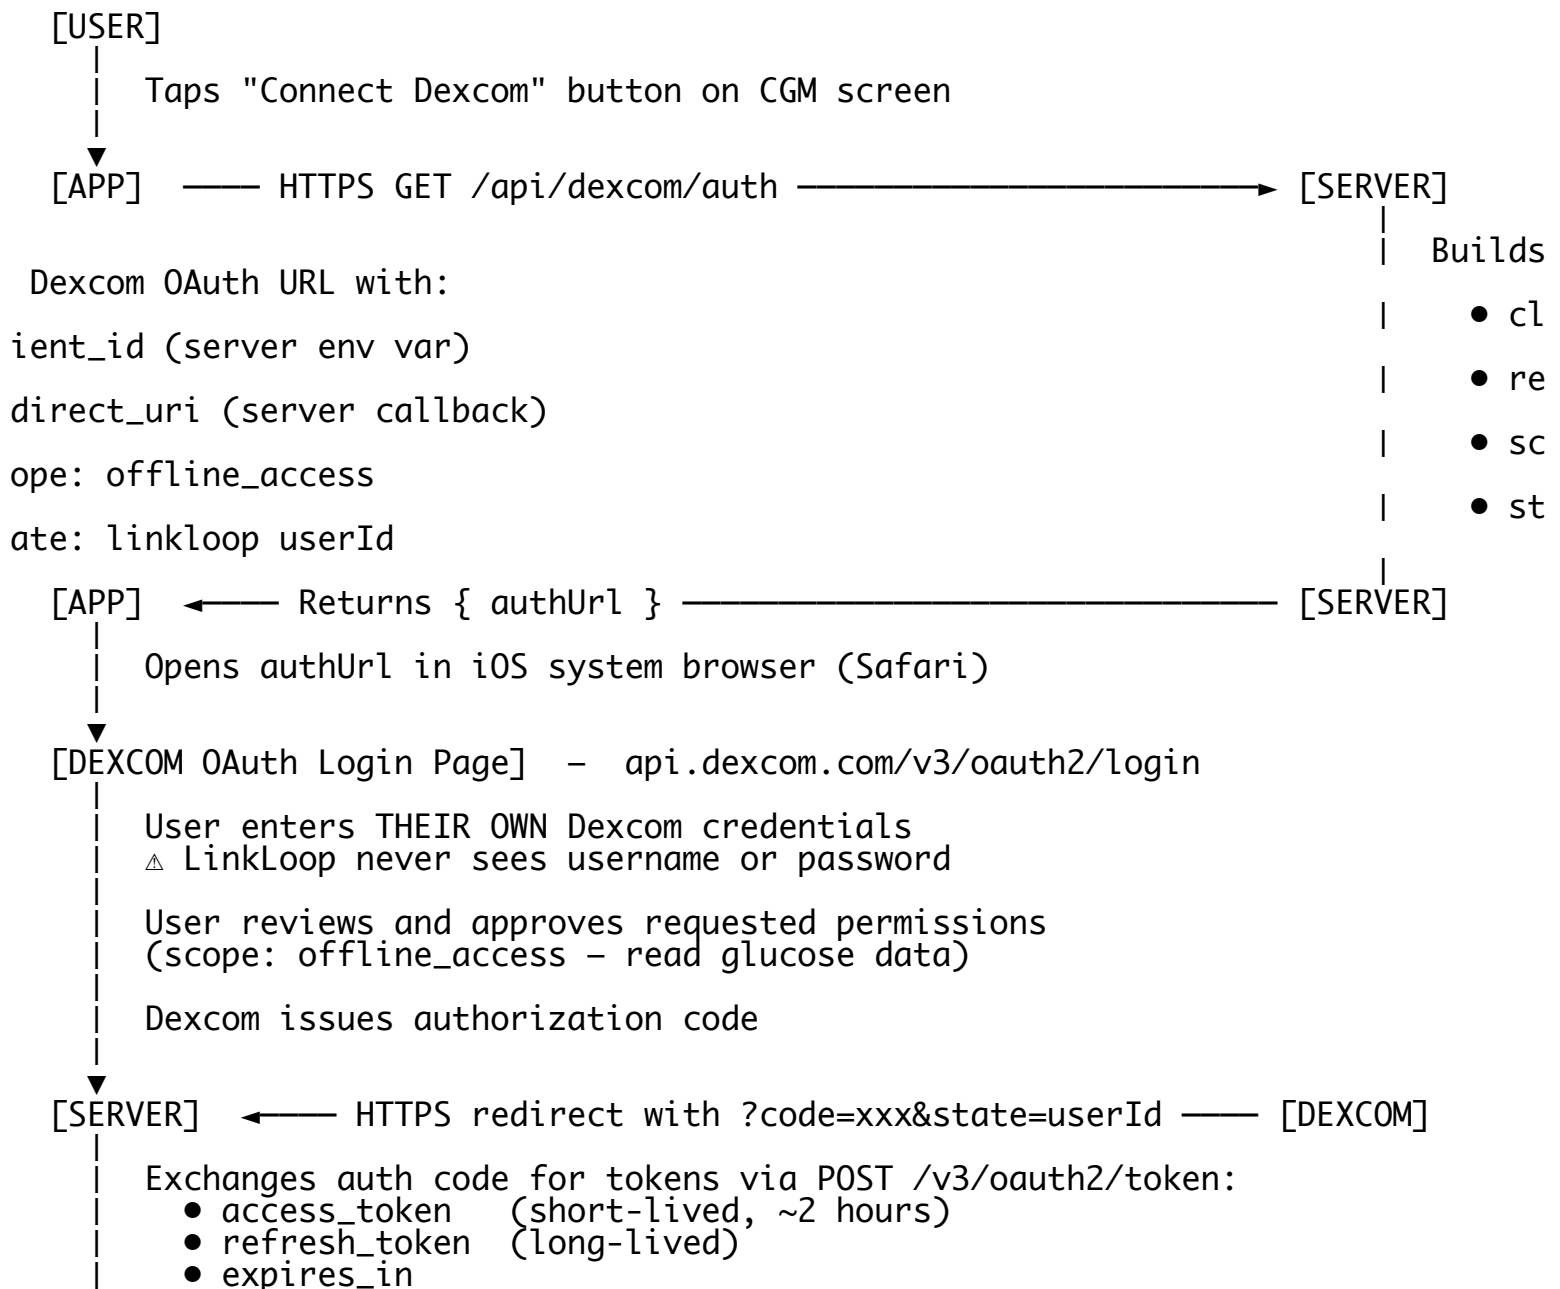 [USER]
|
| Taps "Connect Dexcom" button on CGM screen
|
▼
[APP] ──── HTTPS GET /api/dexcom/auth ────────────────────────► [SERVER]
|
| Builds
Dexcom OAuth URL with:
| • cl
ient_id (server env var)
| • re
direct_uri (server callback)
| • sc
ope: offline_access
| • st
ate: linkloop userId
|
[APP] ◄──── Returns { authUrl } ─────────────────────────────── [SERVER]
|
| Opens authUrl in iOS system browser (Safari)
|
▼
[DEXCOM OAuth Login Page] — api.dexcom.com/v3/oauth2/login
|
| User enters THEIR OWN Dexcom credentials
| ⚠ LinkLoop never sees username or password
|
| User reviews and approves requested permissions
| (scope: offline_access — read glucose data)
|
| Dexcom issues authorization code
|
▼
[SERVER] ◄──── HTTPS redirect with ?code=xxx&state=userId ──── [DEXCOM]
|
| Exchanges auth code for tokens via POST /v3/oauth2/token:
| • access_token (short-lived, ~2 hours)
| • refresh_token (long-lived)
| • expires_in